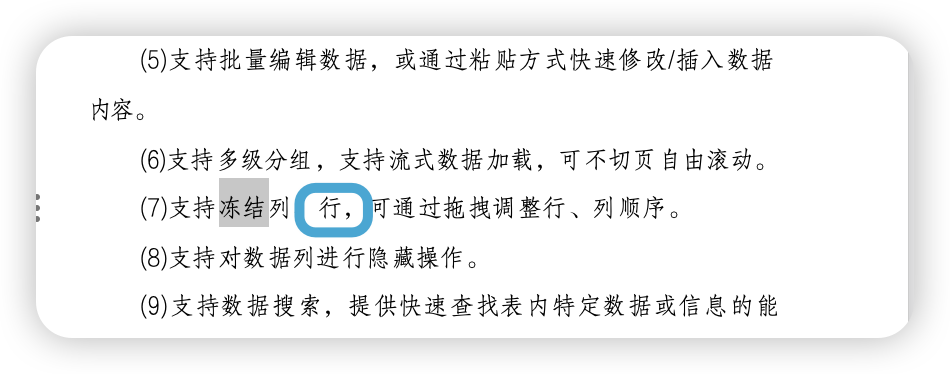 (5)支持批量编辑数据，或通过粘贴方式快速修改/插入数据
内容。
(6)支持多级分组，支持流式数据加载，可不切页自由滚动。
(7)支持冻结列 行，可通过拖拽调整行、列顺序。
(8)支持对数据列进行隐藏操作。
(9)支持数据搜索，提供快速查找表内特定数据或信息的能